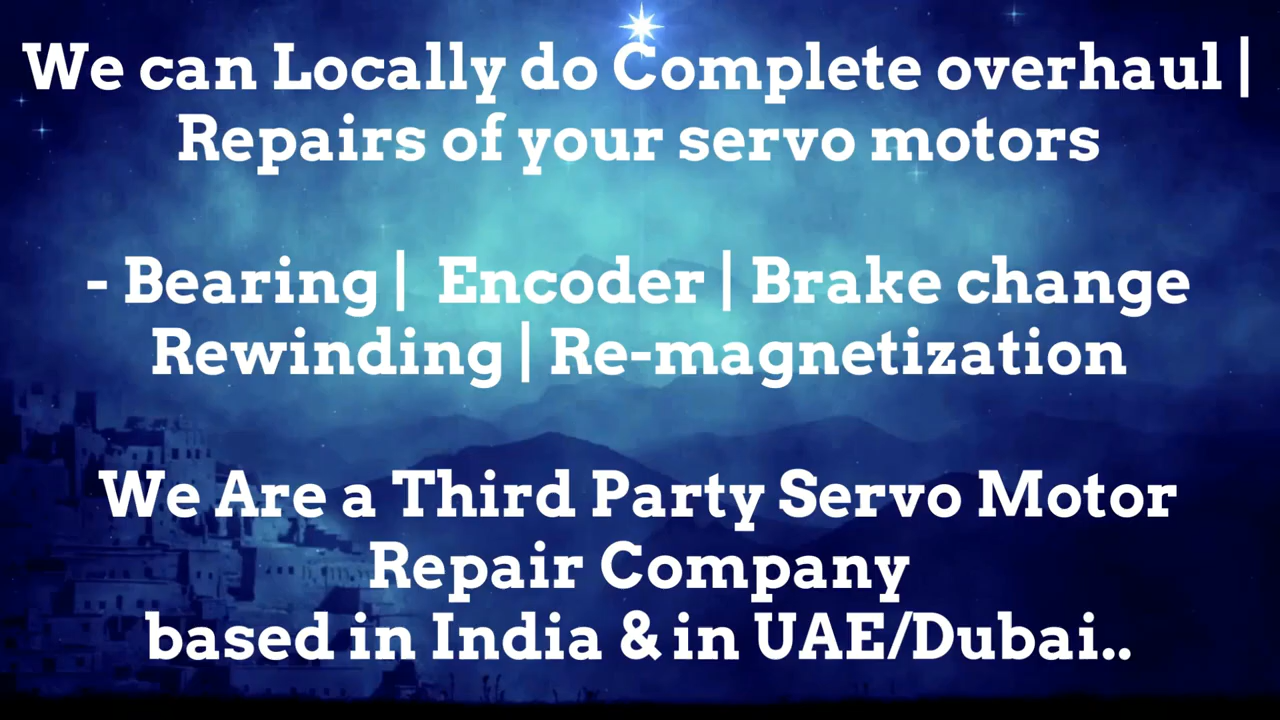 We can Locally do Complete overhaul |
Repairs of your servo motors
- Bearing | Encoder | Brake change
Rewinding | Re-magnetization
We Are a Third Party Servo Motor
Repair Company
based in India & in UAE/Dubai..